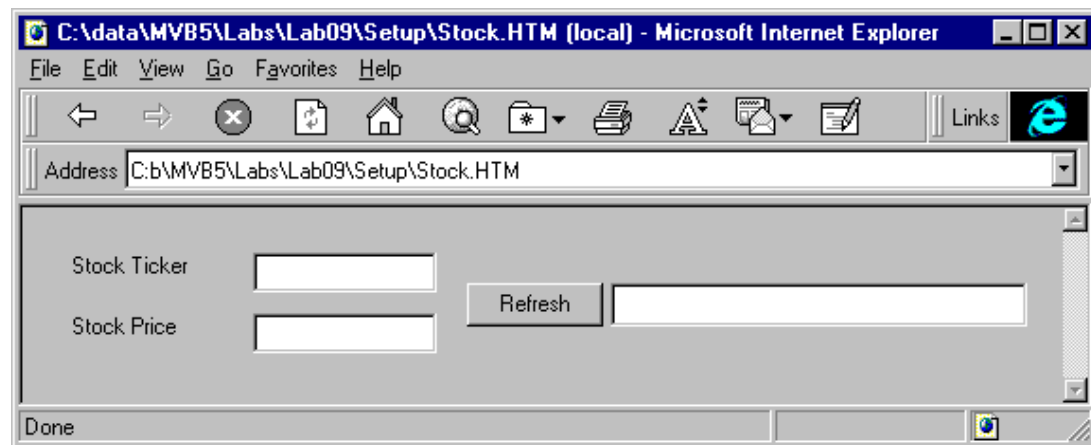 C:\data\MVB5\Labs\Lab09\Setup\Stock.HTM (local) - Microsoft Internet Explorer
File Edit View Go Favorites Help
Links
Address C:b\MVB5\Labs\Lab09\Setup\Stock.HTM
Stock Ticker
Refresh
Stock Price
Done